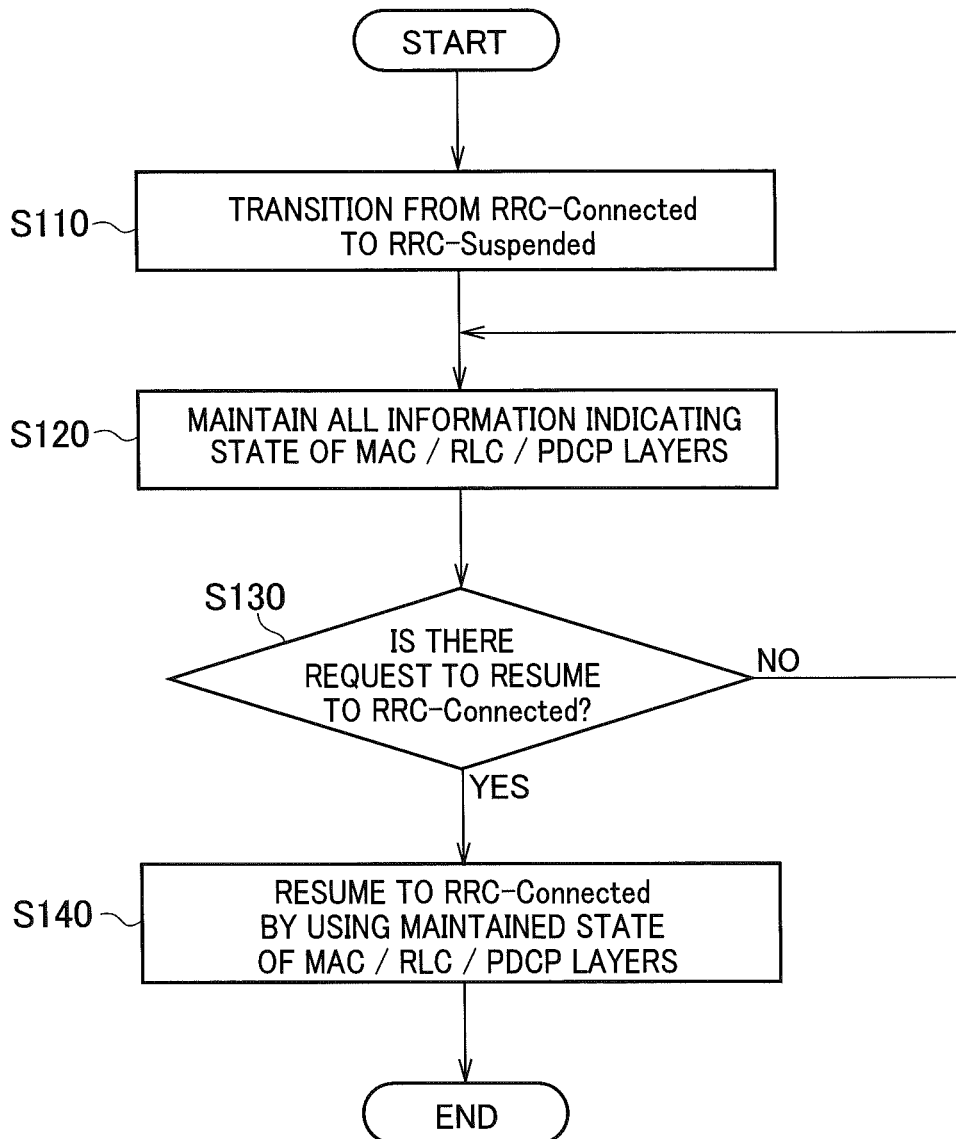 START
S110
TRANSITION FROM RRC-Connected
TO RRC-Suspended
S120
MAINTAIN ALL INFORMATION INDICATING
STATE OF MAC / RLC / PDCP LAYERS
S130
IS THERE
REQUEST TO RESUME
TO RRC-Connected?
NO
YES
S140
RESUME TO RRC-Connected
BY USING MAINTAINED STATE
OF MAC / RLC / PDCP LAYERS
END